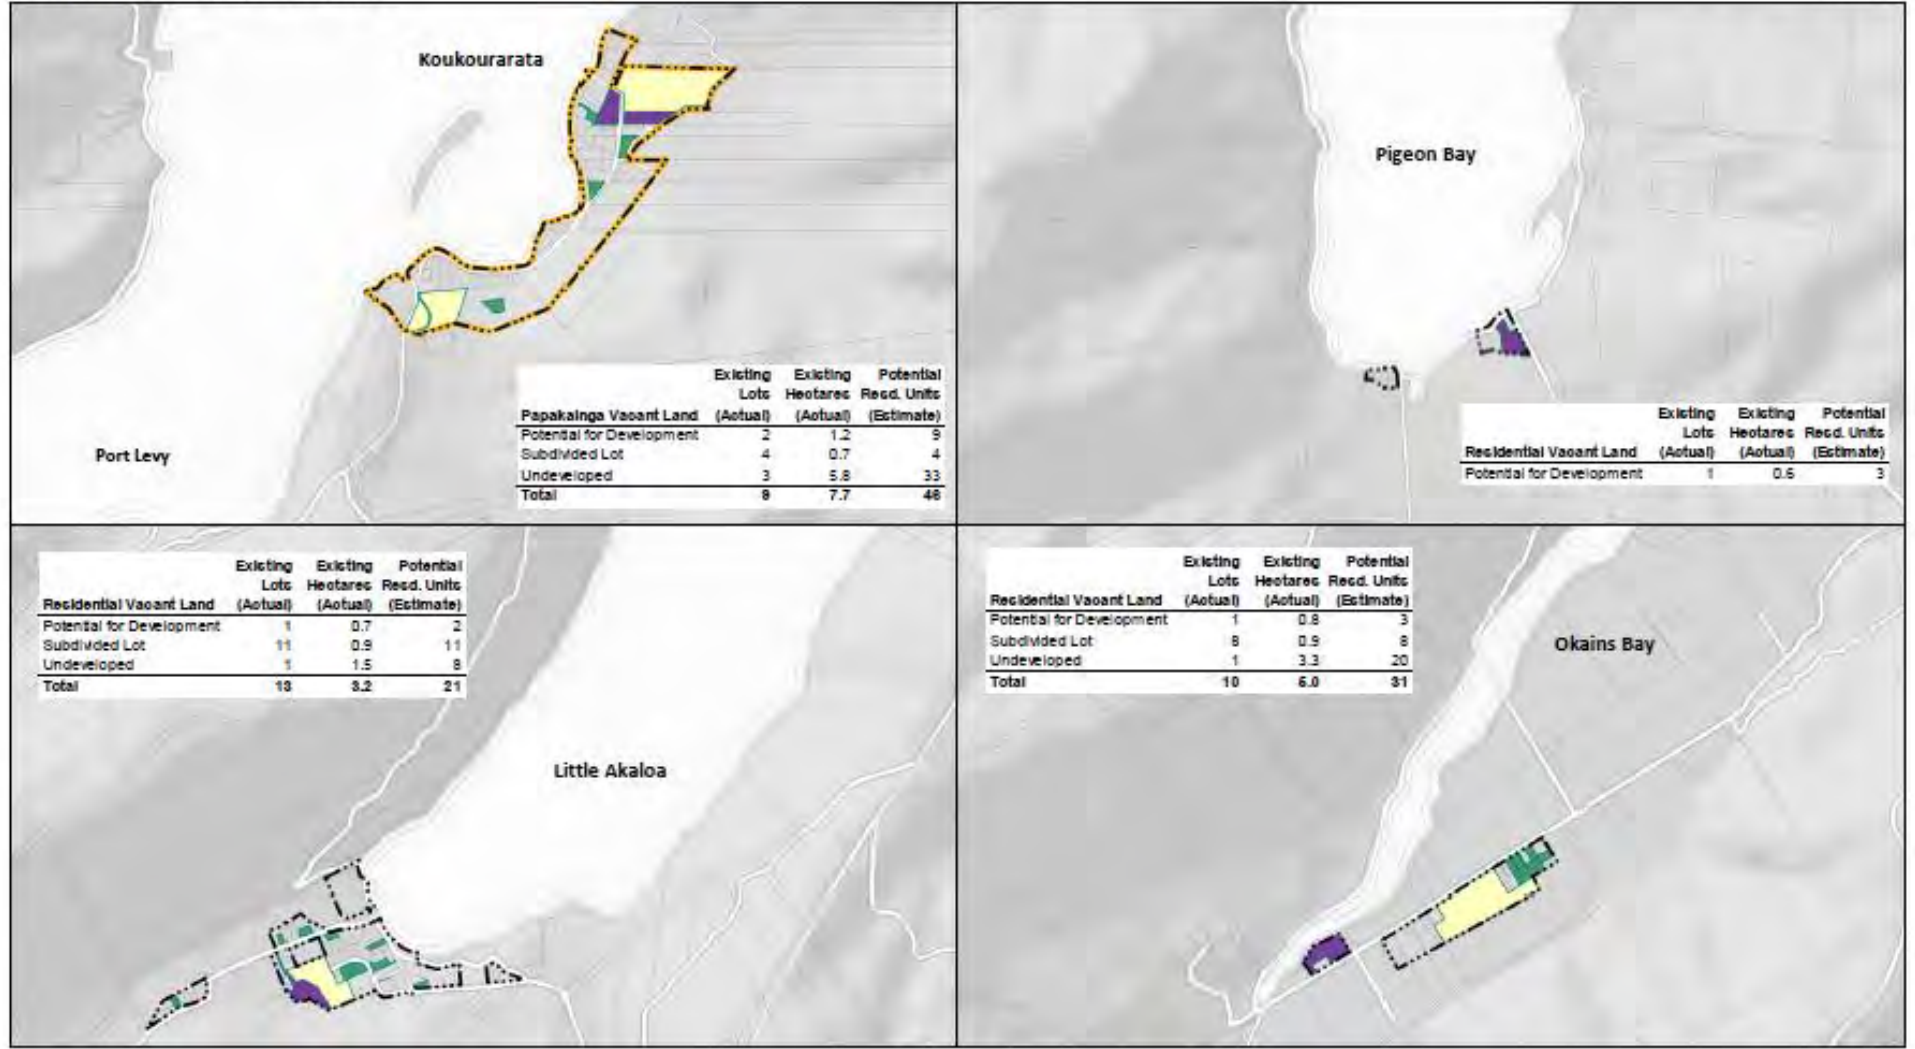 Koukourarata
Port Levy
Existing Existing Potential
Lots Hectares Resd. Units
Papakainga Vacant Land (Actual) (Actual) (Estimate)
Potential for Development 2 1.2 9
Subdivided Lot 4 0.7 4
Undeveloped 3 5.8 33
Total 9 7.7 46
Pigeon Bay
Existing Existing Potential
Lots Hectares Resd. Units
Residential Vacant Land (Actual) (Actual) (Estimate)
Potential for Development 1 0.6 3
Existing Existing Potential
Lots Hectares Resd. Units
Residential Vacant Land (Actual) (Actual) (Estimate)
Potential for Development 1 0.7 2
Subdivided Lot 11 0.9 11
Undeveloped 1 1.5 8
Total 13 3.2 21
Little Akaloa
Existing Existing Potential
Lots Hectares Resd. Units
Residential Vacant Land (Actual) (Actual) (Estimate)
Potential for Development 1 0.8 3
Subdivided Lot 8 0.9 8
Undeveloped 1 3.3 20
Total 10 5.0 31
Okains Bay